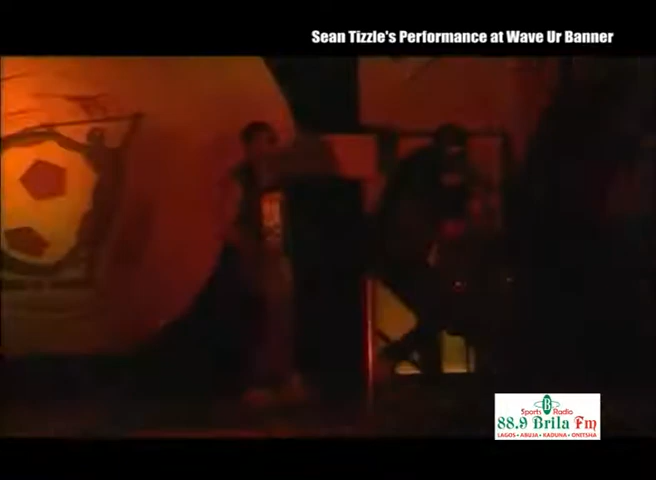 Sean Tizzle's Performance at Wave Ur Banner
Sports B Radio
88.9 Brila Fm
LAGOS • ABUJA • KADUNA • ONITSHA